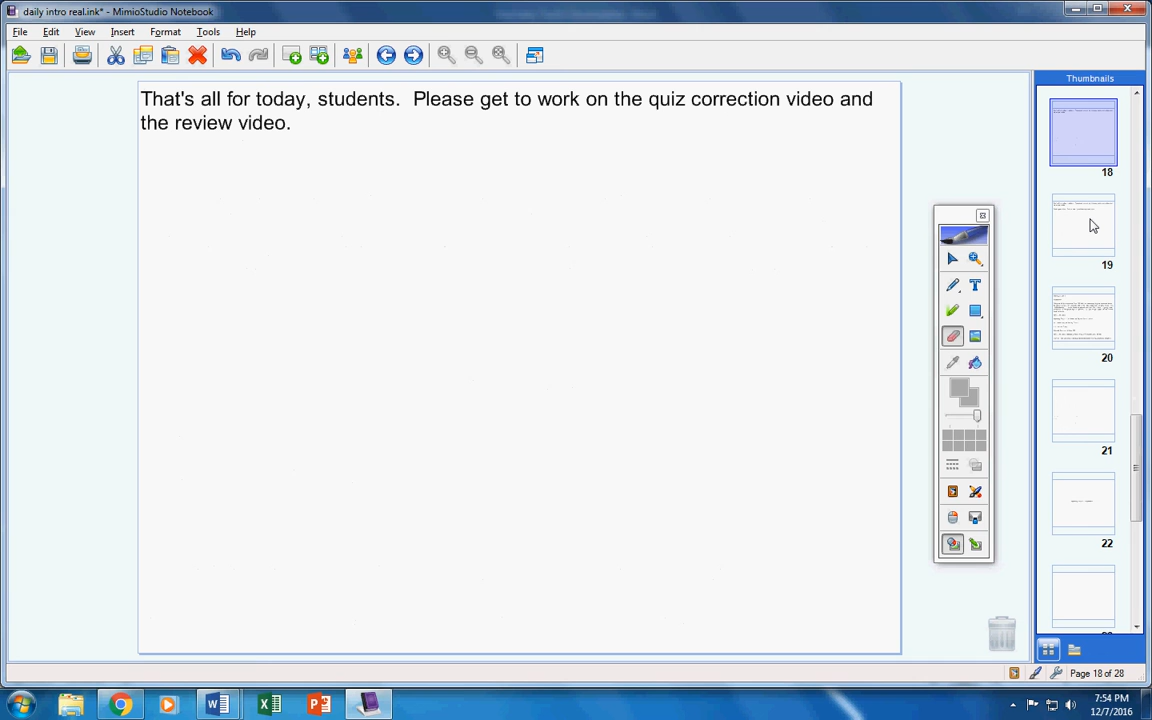 daily intro real.ink* - MimioStudio Notebook
File Edit View Insert Format Tools Help
Thumbnails
That's all for today, students.  Please get to work on the quiz correction video and
the review video.
18
19
20
21
22
Page 18 of 28
7:54 PM
12/7/2016